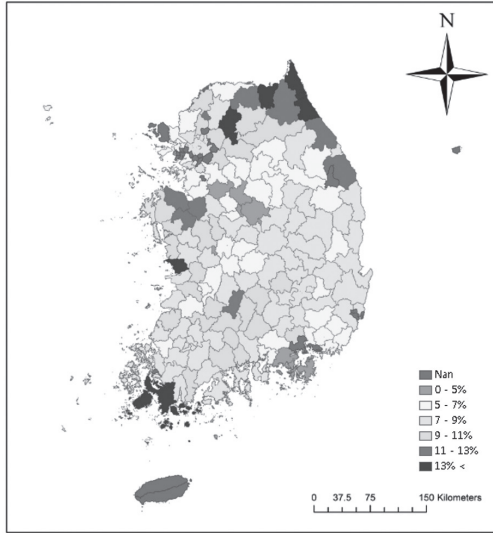 N
Nan
0 - 5%
5 - 7%
7 - 9%
9 - 11%
11 - 13%
13% <
0 37.5 75 150 Kilometers